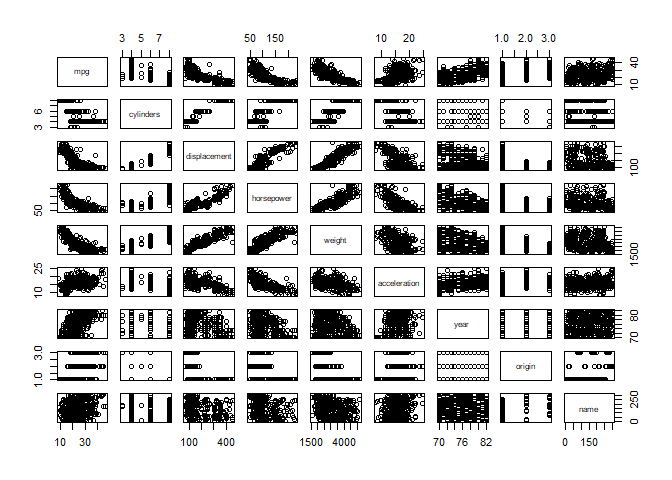 3 5 7 50 150 10 20 1.0 2.0 3.0
mpg 10 40
3 6 cylinders
displacement 100
50 horsepower
weight 1500
10 25 acceleration
year 70 80
1.0 3.0 origin
name 0 250
10 30 100 400 1500 4000 70 76 82 0 150